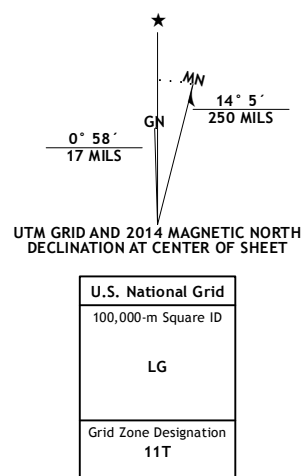 MN
GN
14° 5´
250 MILS
0° 58´
17 MILS
UTM GRID AND 2014 MAGNETIC NORTH
DECLINATION AT CENTER OF SHEET
U.S. National Grid
100,000-m Square ID
LG
Grid Zone Designation
11T